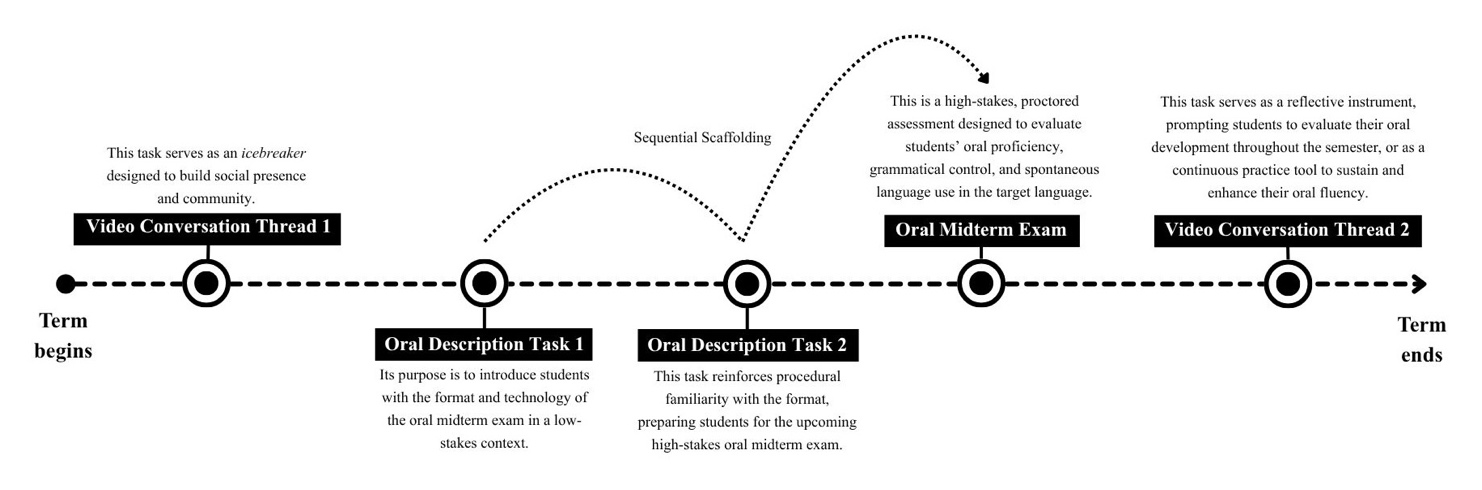 This task serves as an icebreaker
designed to build social presence
and community.
Video Conversation Thread 1
Sequential Scaffolding
This is a high-stakes, proctored
assessment designed to evaluate
students’ oral proficiency,
grammatical control, and spontaneous
language use in the target language.
Oral Midterm Exam
This task serves as a reflective instrument,
prompting students to evaluate their oral
development throughout the semester, or as a
continuous practice tool to sustain and
enhance their oral fluency.
Video Conversation Thread 2
Term
begins
Oral Description Task 1
Its purpose is to introduce students
with the format and technology of
the oral midterm exam in a low-
stakes context.
Oral Description Task 2
This task reinforces procedural
familiarity with the format,
preparing students for the upcoming
high-stakes oral midterm exam.
Term
ends